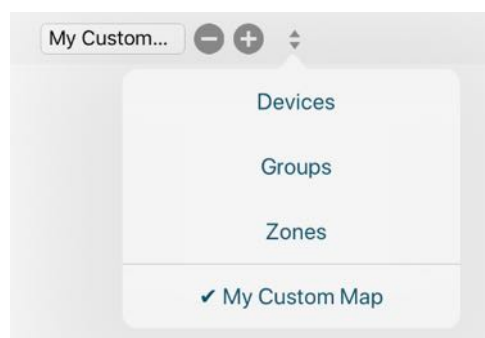 My Custom...
Devices
Groups
Zones
✔ My Custom Map